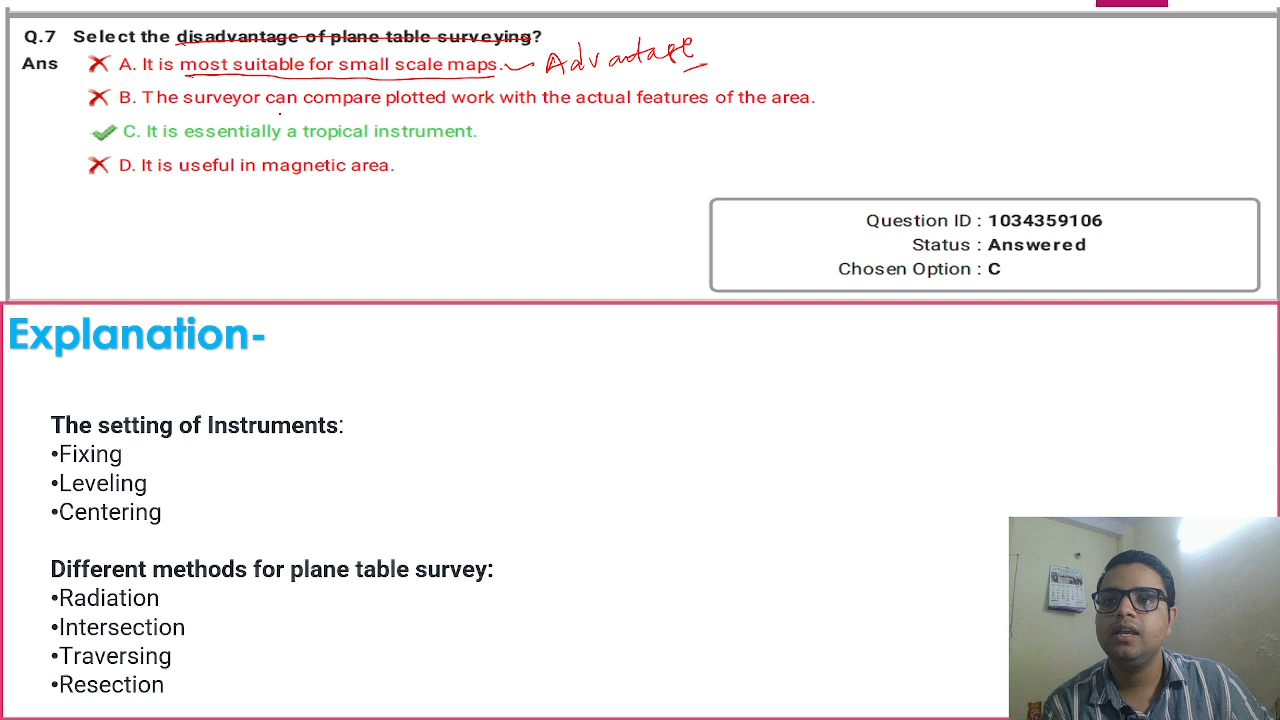 Q.7 Select the disadvantage of plane table surveying?
Ans A. It is most suitable for small scale maps. Advantage
B. The surveyor can compare plotted work with the actual features of the area.
C. It is essentially a tropical instrument.
D. It is useful in magnetic area.
Question ID : 1034359106
Status : Answered
Chosen Option : C
Explanation-
The setting of Instruments:
•Fixing
•Leveling
•Centering
Different methods for plane table survey:
•Radiation
•Intersection
•Traversing
•Resection